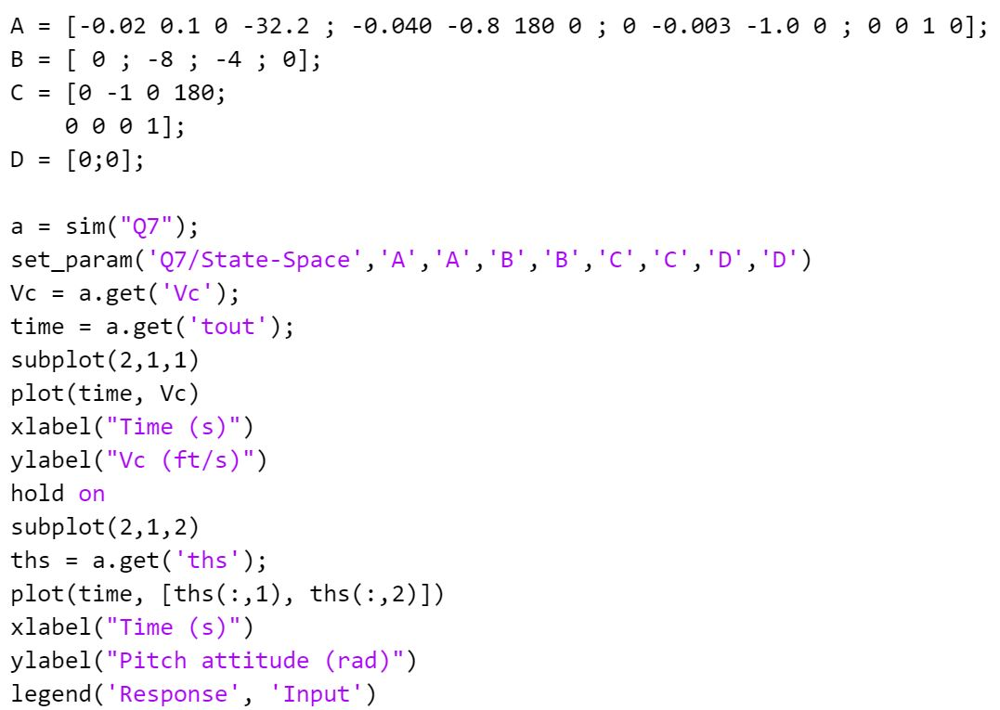 A = [-0.02 0.1 0 -32.2 ; -0.040 -0.8 180 0 ; 0 -0.003 -1.0 0 ; 0 0 1 0];
B = [ 0 ; -8 ; -4 ; 0];
C = [0 -1 0 180;
    0 0 0 1];
D = [0;0];

a = sim("Q7");
set_param('Q7/State-Space','A','A','B','B','C','C','D','D')
Vc = a.get('Vc');
time = a.get('tout');
subplot(2,1,1)
plot(time, Vc)
xlabel("Time (s)")
ylabel("Vc (ft/s)")
hold on
subplot(2,1,2)
ths = a.get('ths');
plot(time, [ths(:,1), ths(:,2)])
xlabel("Time (s)")
ylabel("Pitch attitude (rad)")
legend('Response', 'Input')